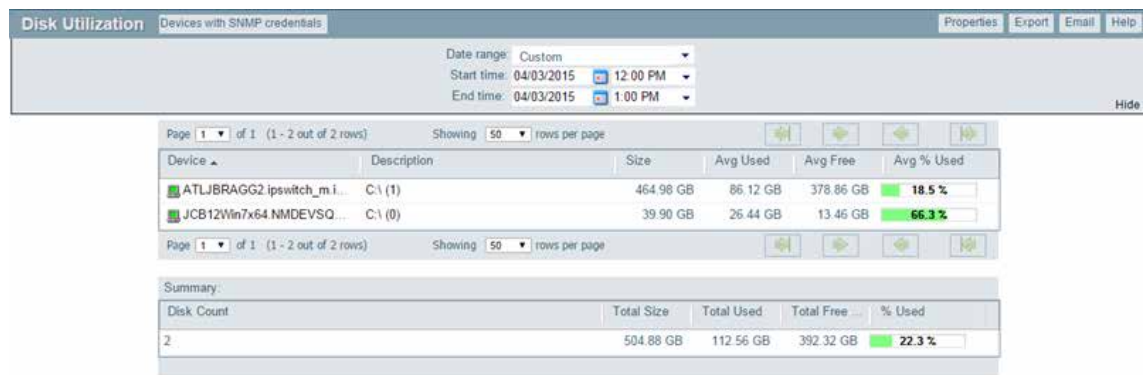 Disk Utilization Devices with SNMP credentials Properties Export Email Help
Date range: Custom
Start time: 04/03/2015 12:00 PM
End time: 04/03/2015 1:00 PM
Hide
Page 1 of 1 (1 - 2 out of 2 rows) Showing 50 rows per page
Device Description Size Avg Used Avg Free Avg % Used
ATLJBRAGG2.ipswitch_m.i... C:\ (1) 464.98 GB 86.12 GB 378.86 GB 18.5 %
JCB12Win7x64.NMDEVSQ... C:\ (0) 39.90 GB 26.44 GB 13.46 GB 66.3 %
Page 1 of 1 (1 - 2 out of 2 rows) Showing 50 rows per page
Summary:
Disk Count Total Size Total Used Total Free ... % Used
2 504.88 GB 112.56 GB 392.32 GB 22.3 %